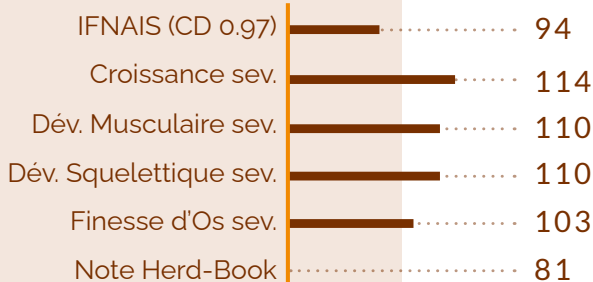 IFNAIS (CD 0.97) 94
Croissance sev. 114
Dév. Musculaire sev. 110
Dév. Squelettique sev. 110
Finesse d'Os sev. 103
Note Herd-Book 81